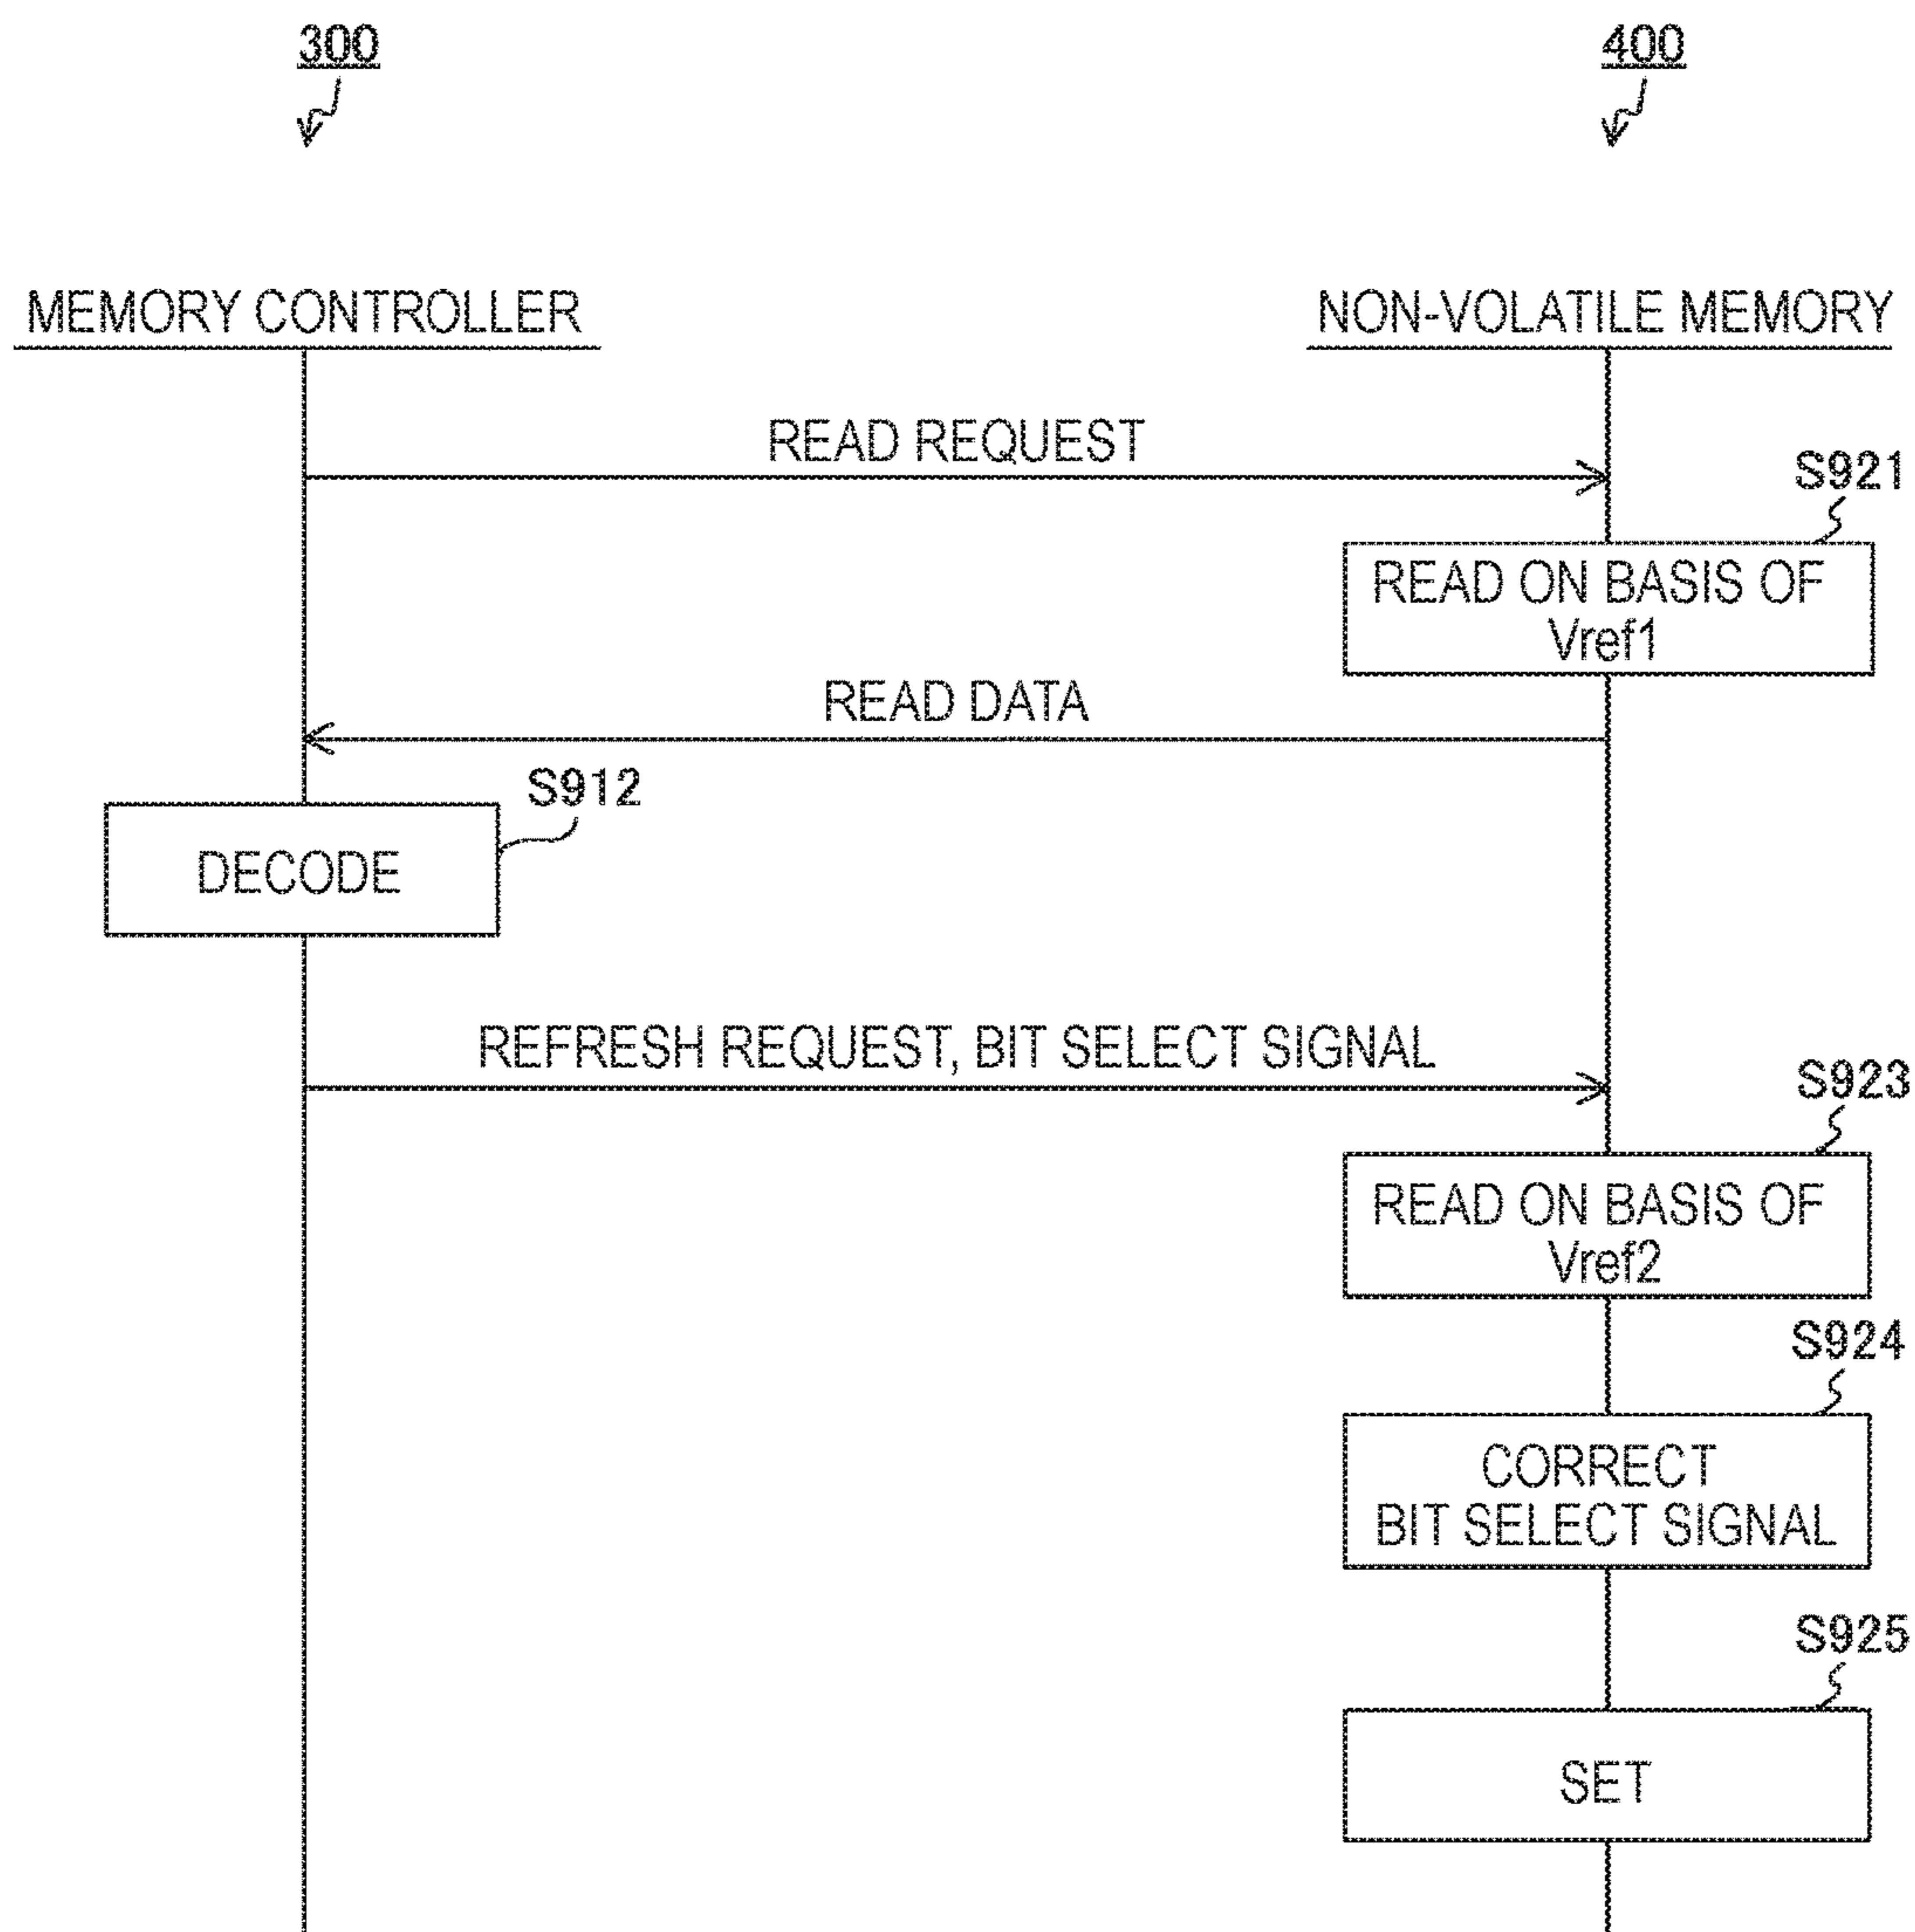 300
400
MEMORY CONTROLLER
NON-VOLATILE MEMORY
READ REQUEST
S921
READ ON BASIS OF
Vref1
READ DATA
S912
DECODE
REFRESH REQUEST, BIT SELECT SIGNAL
S923
READ ON BASIS OF
Vref2
S924
CORRECT
BIT SELECT SIGNAL
S925
SET